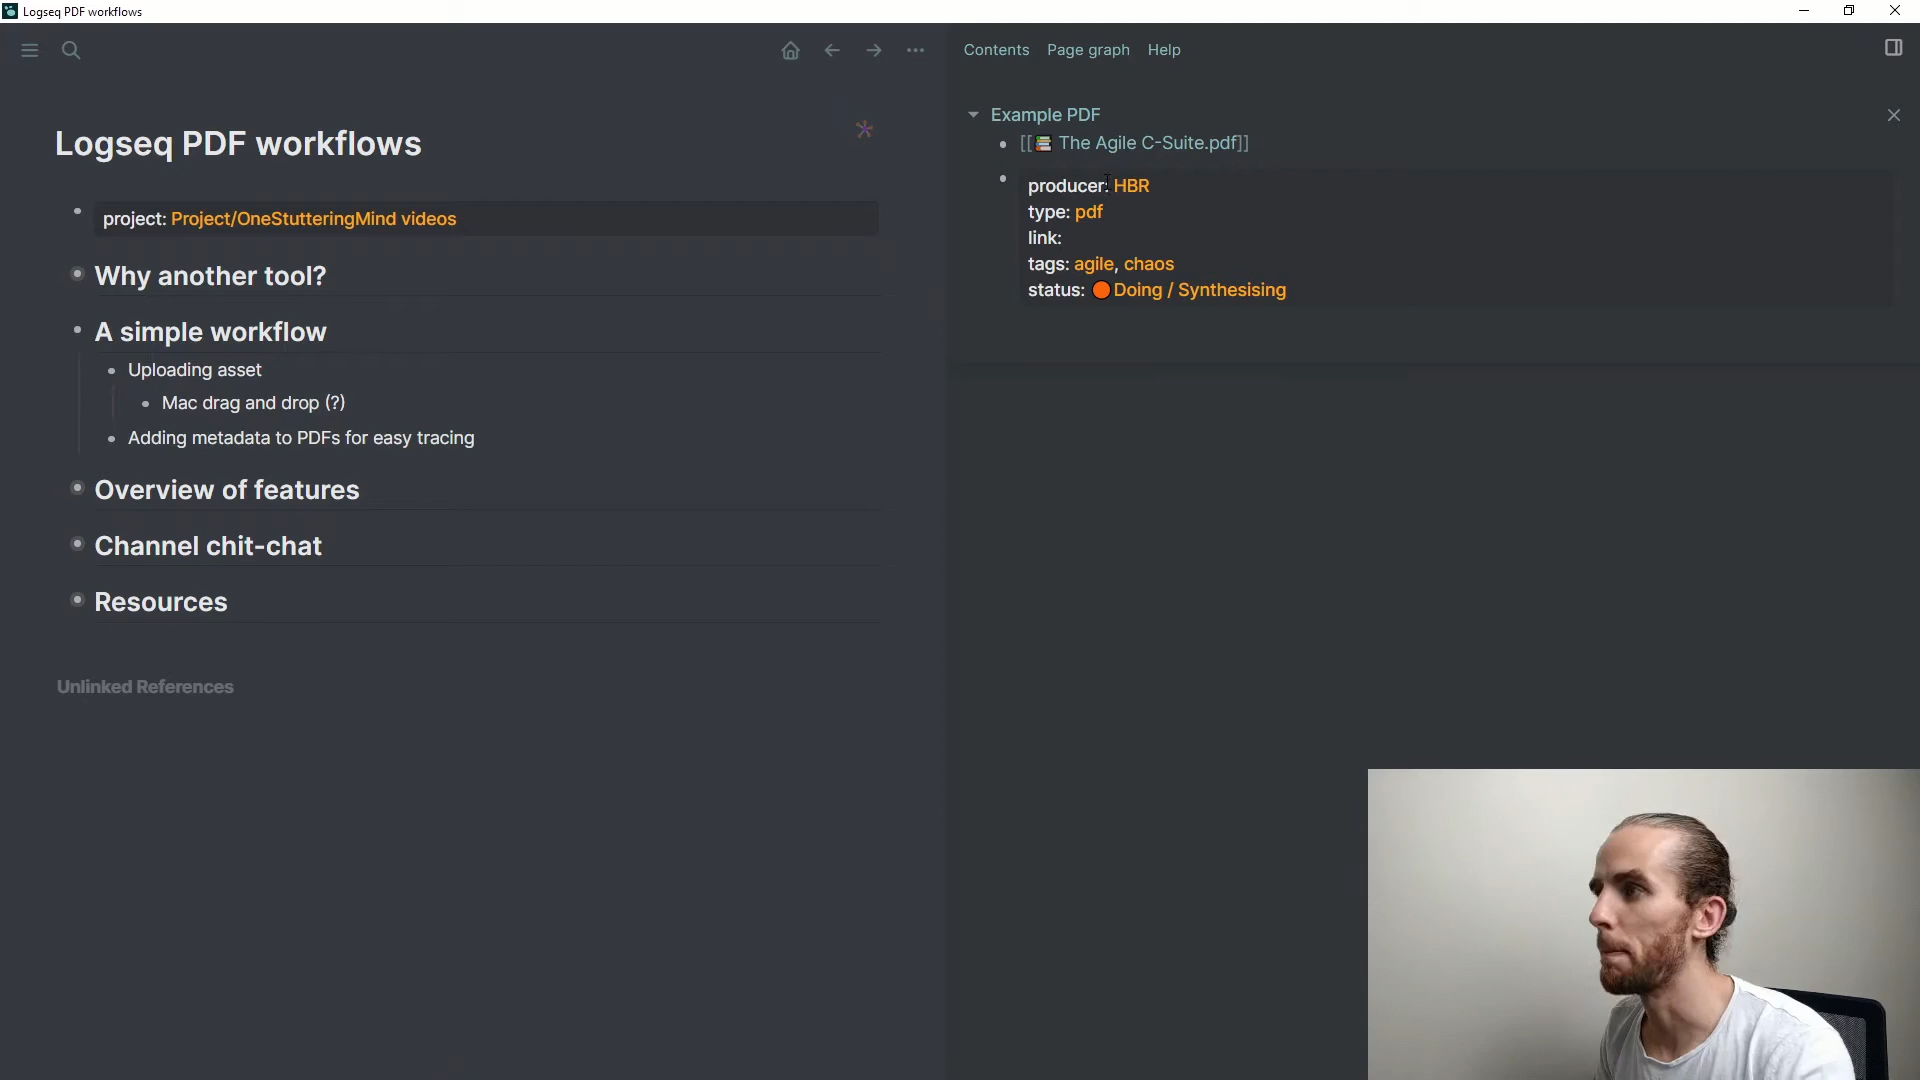 Logseq PDF workflows
Contents Page graph Help
Logseq PDF workflows
project: Project/OneStutteringMind videos
Why another tool?
A simple workflow
Uploading asset
Mac drag and drop (?)
Adding metadata to PDFs for easy tracing
Overview of features
Channel chit-chat
Resources
Unlinked References
Example PDF
[[📚 The Agile C-Suite.pdf]]
producer: HBR
type: pdf
link:
tags: agile, chaos
status: 🟠Doing / Synthesising